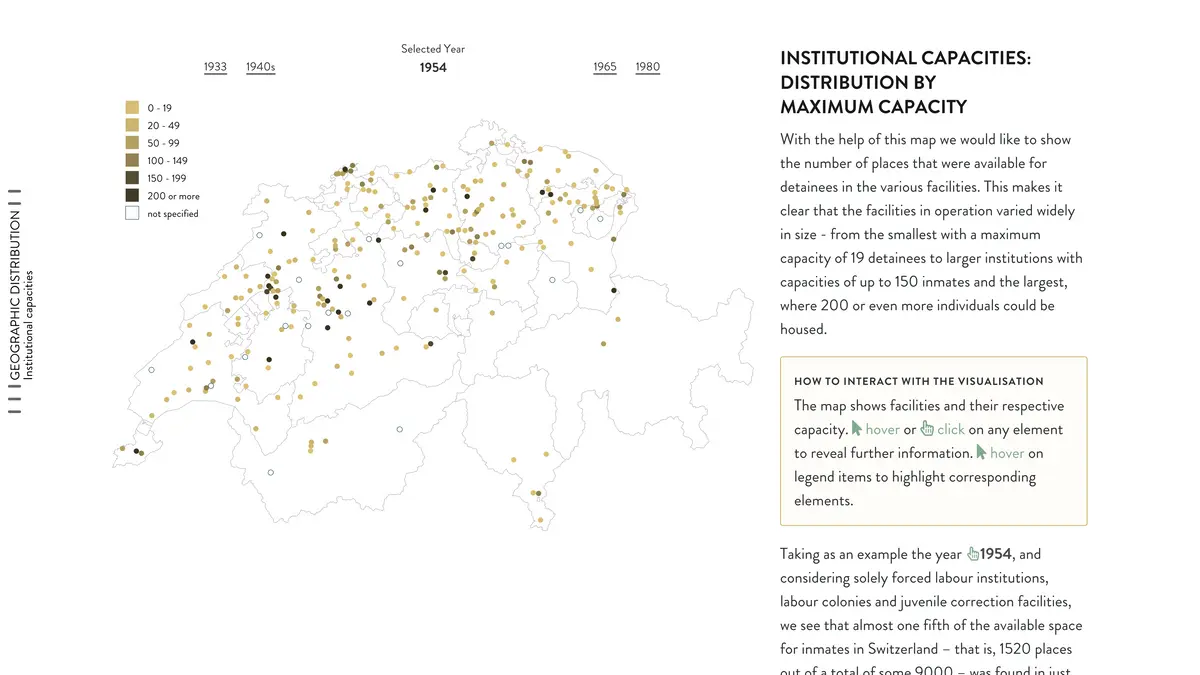 Selected Year
1933 1940s 1954 1965 1980
0 - 19
20 - 49
50 - 99
100 - 149
150 - 199
200 or more
not specified
GEOGRAPHIC DISTRIBUTION
Institutional capacities
INSTITUTIONAL CAPACITIES:
DISTRIBUTION BY
MAXIMUM CAPACITY
With the help of this map we would like to show
the number of places that were available for
detainees in the various facilities. This makes it
clear that the facilities in operation varied widely
in size - from the smallest with a maximum
capacity of 19 detainees to larger institutions with
capacities of up to 150 inmates and the largest,
where 200 or even more individuals could be
housed.
HOW TO INTERACT WITH THE VISUALISATION
The map shows facilities and their respective
capacity. hover or click on any element
to reveal further information. hover on
legend items to highlight corresponding
elements.
Taking as an example the year 1954, and
considering solely forced labour institutions,
labour colonies and juvenile correction facilities,
we see that almost one fifth of the available space
for inmates in Switzerland – that is, 1520 places
out of a total of some 9000 – was found in just